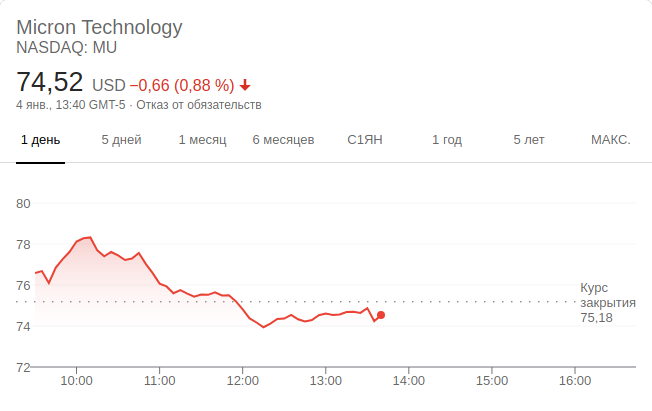 Micron Technology
NASDAQ: MU
74,52 USD −0,66 (0,88 %)
4 янв., 13:40 GMT-5 · Отказ от обязательств
1 день 5 дней 1 месяц 6 месяцев С1ЯН 1 год 5 лет МАКС.
80
78
76
74
72
Курс
закрытия
75,18
10:00 11:00 12:00 13:00 14:00 15:00 16:00